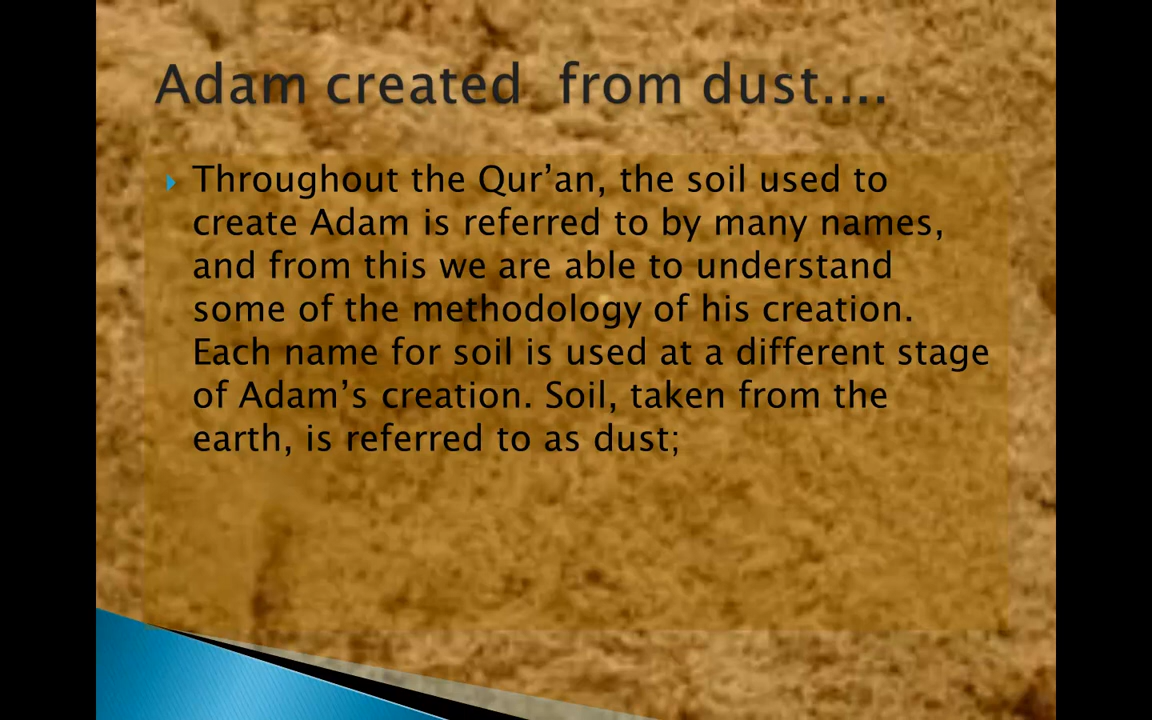 Adam created  from dust....
Throughout the Qur’an, the soil used to
create Adam is referred to by many names,
and from this we are able to understand
some of the methodology of his creation.
Each name for soil is used at a different stage
of Adam’s creation. Soil, taken from the
earth, is referred to as dust;